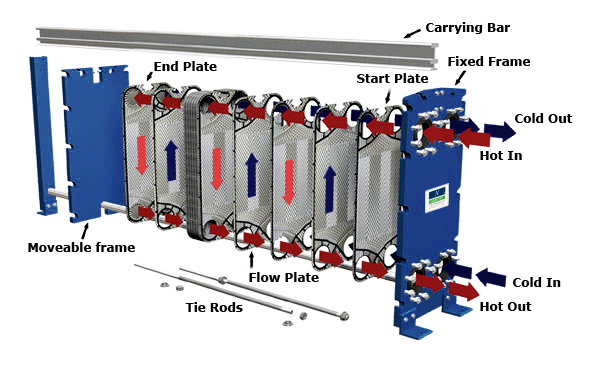 Carrying Bar
Fixed Frame
End Plate
Start Plate
Cold Out
Hot In
Moveable frame
Flow Plate
Cold In
Tie Rods
Hot Out